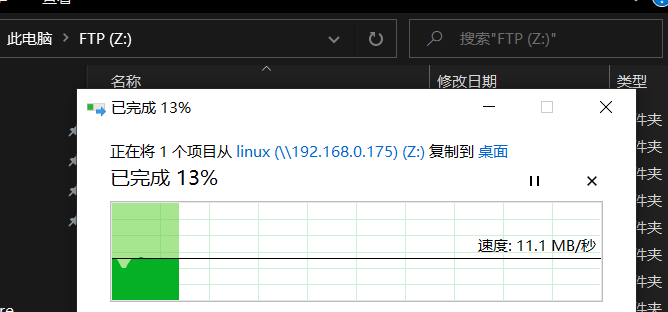 此电脑 > FTP (Z:)
搜索"FTP (Z:)"
名称
修改日期
类型
已完成 13%
正在将 1 个项目从 linux (\\192.168.0.175) (Z:) 复制到 桌面
已完成 13%
速度: 11.1 MB/秒
件夹
件夹
件夹
件夹
件夹
件夹
件夹
件夹